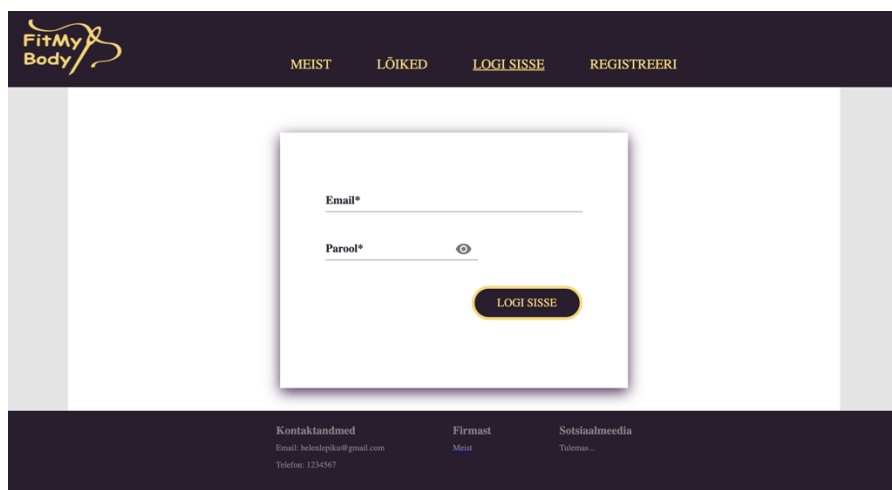 FitMy
Body
MEIST LÕIKED LOGI SISSE REGISTREERI
Email*
Parool*
LOGI SISSE
Kontaktandmed Firmast Sotsiaalmeedia
Email: helenlepiku@gmail.com Meist Tulemas...
Telefon: 1234567